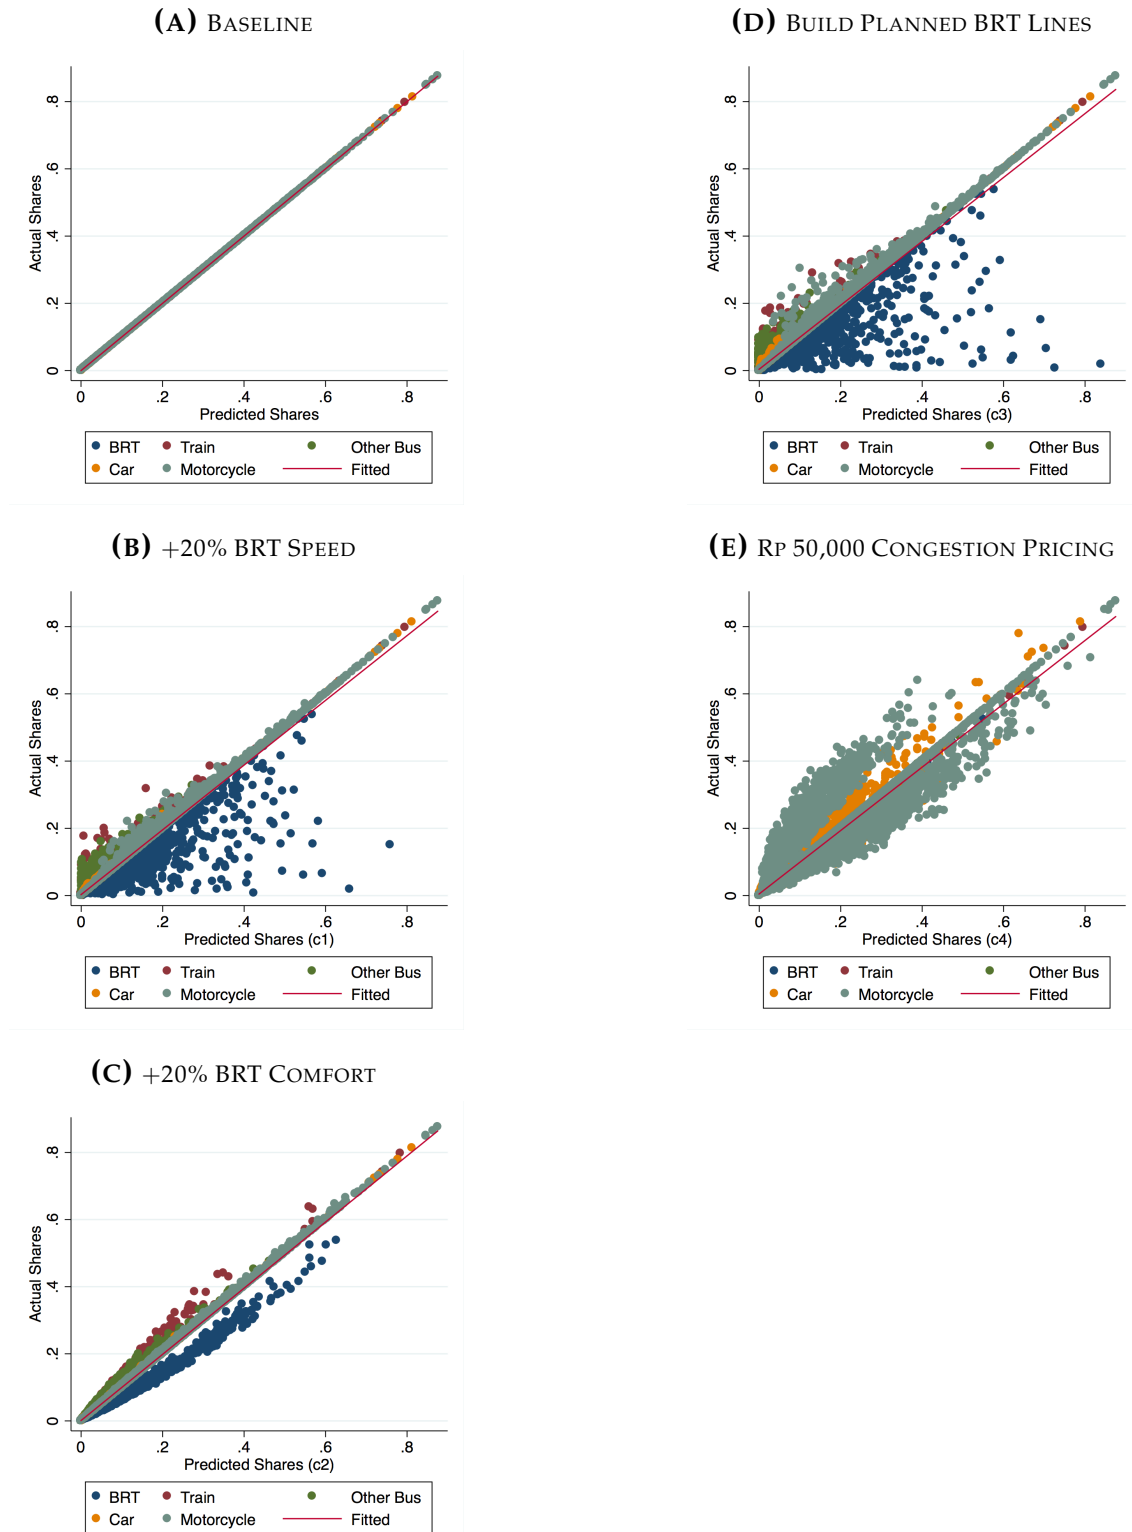 (A) BASELINE
Actual Shares
0 .2 .4 .6 .8
0 .2 .4 .6 .8
Predicted Shares
BRT Train Other Bus
Car Motorcycle Fitted
(D) BUILD PLANNED BRT LINES
Actual Shares
0 .2 .4 .6 .8
0 .2 .4 .6 .8
Predicted Shares (c3)
BRT Train Other Bus
Car Motorcycle Fitted
(B) +20% BRT SPEED
Actual Shares
0 .2 .4 .6 .8
0 .2 .4 .6 .8
Predicted Shares (c1)
BRT Train Other Bus
Car Motorcycle Fitted
(E) RP 50,000 CONGESTION PRICING
Actual Shares
0 .2 .4 .6 .8
0 .2 .4 .6 .8
Predicted Shares (c4)
BRT Train Other Bus
Car Motorcycle Fitted
(C) +20% BRT COMFORT
Actual Shares
0 .2 .4 .6 .8
0 .2 .4 .6 .8
Predicted Shares (c2)
BRT Train Other Bus
Car Motorcycle Fitted